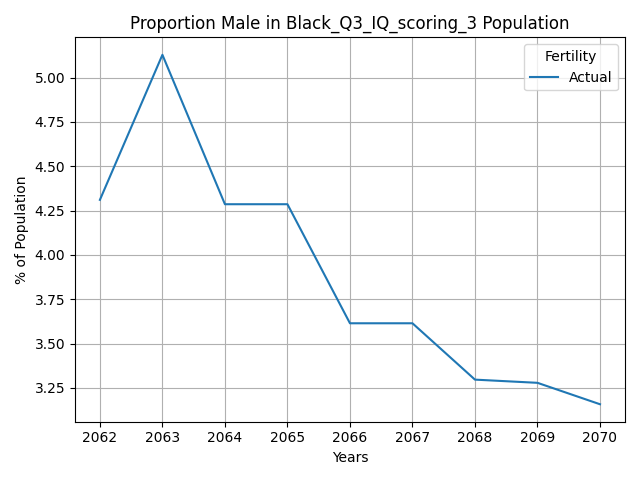 Proportion Male in Black_Q3_IQ_scoring_3 Population
Fertility
Actual
5.00
4.75
4.50
4.25
4.00
3.75
3.50
3.25
% of Population
2062 2063 2064 2065 2066 2067 2068 2069 2070
Years